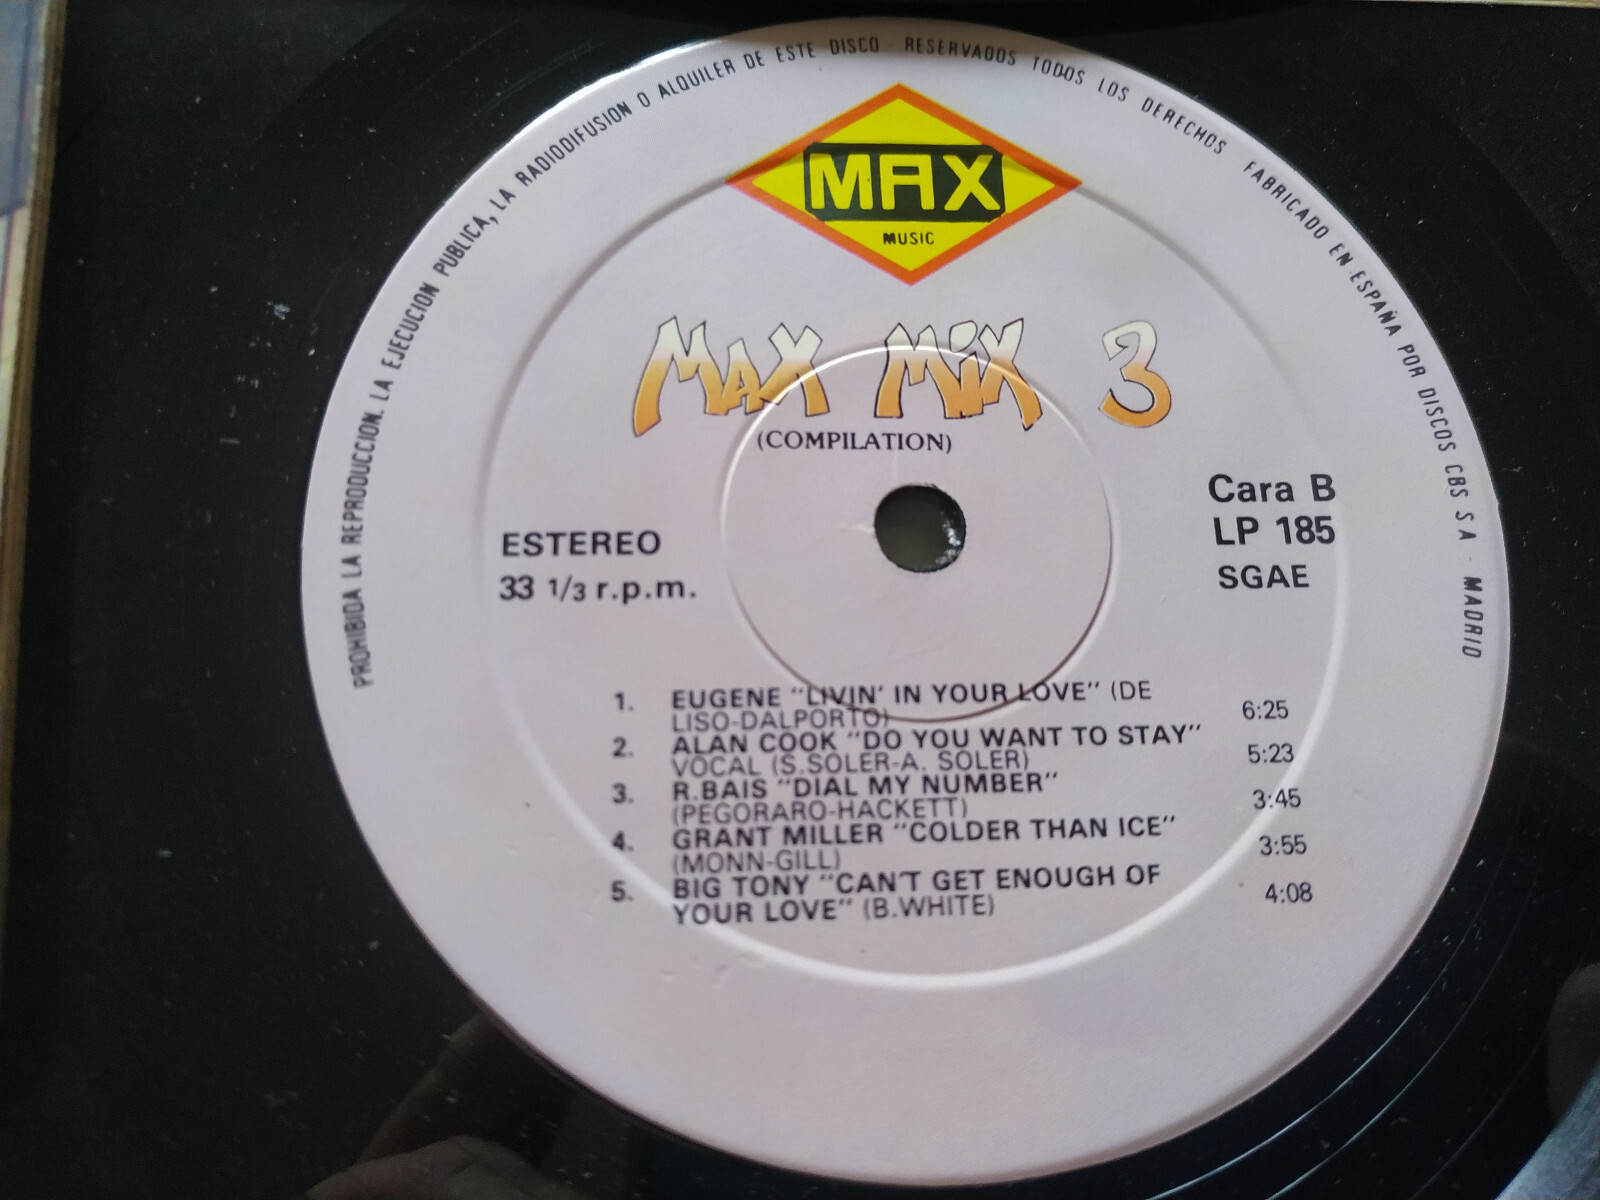 PROHIBIDA LA REPRODUCCION. LA EJECUCION PUBLICA, LA RADIODIFUSION O ALQUILER DE ESTE DISCO RESERVADOS TODOS LOS DERECHOS FABRICADO EN ESPAÑA POR DISCOS CBS S A - MADRID
MAX
MUSIC
MAX MIX 3
(COMPILATION)
Cara B
LP 185
SGAE
ESTEREO
33 1/3 r.p.m.
1. EUGENE "LIVIN' IN YOUR LOVE" (DE
LISO-DALPORTO) 6:25
2. ALAN COOK "DO YOU WANT TO STAY"
VOCAL (S.SOLER-A. SOLER) 5:23
3. R.BAIS "DIAL MY NUMBER"
(PEGORARO-HACKETT) 3:45
4. GRANT MILLER "COLDER THAN ICE"
(MONN-GILL) 3:55
5. BIG TONY "CAN'T GET ENOUGH OF
YOUR LOVE" (B.WHITE) 4:08